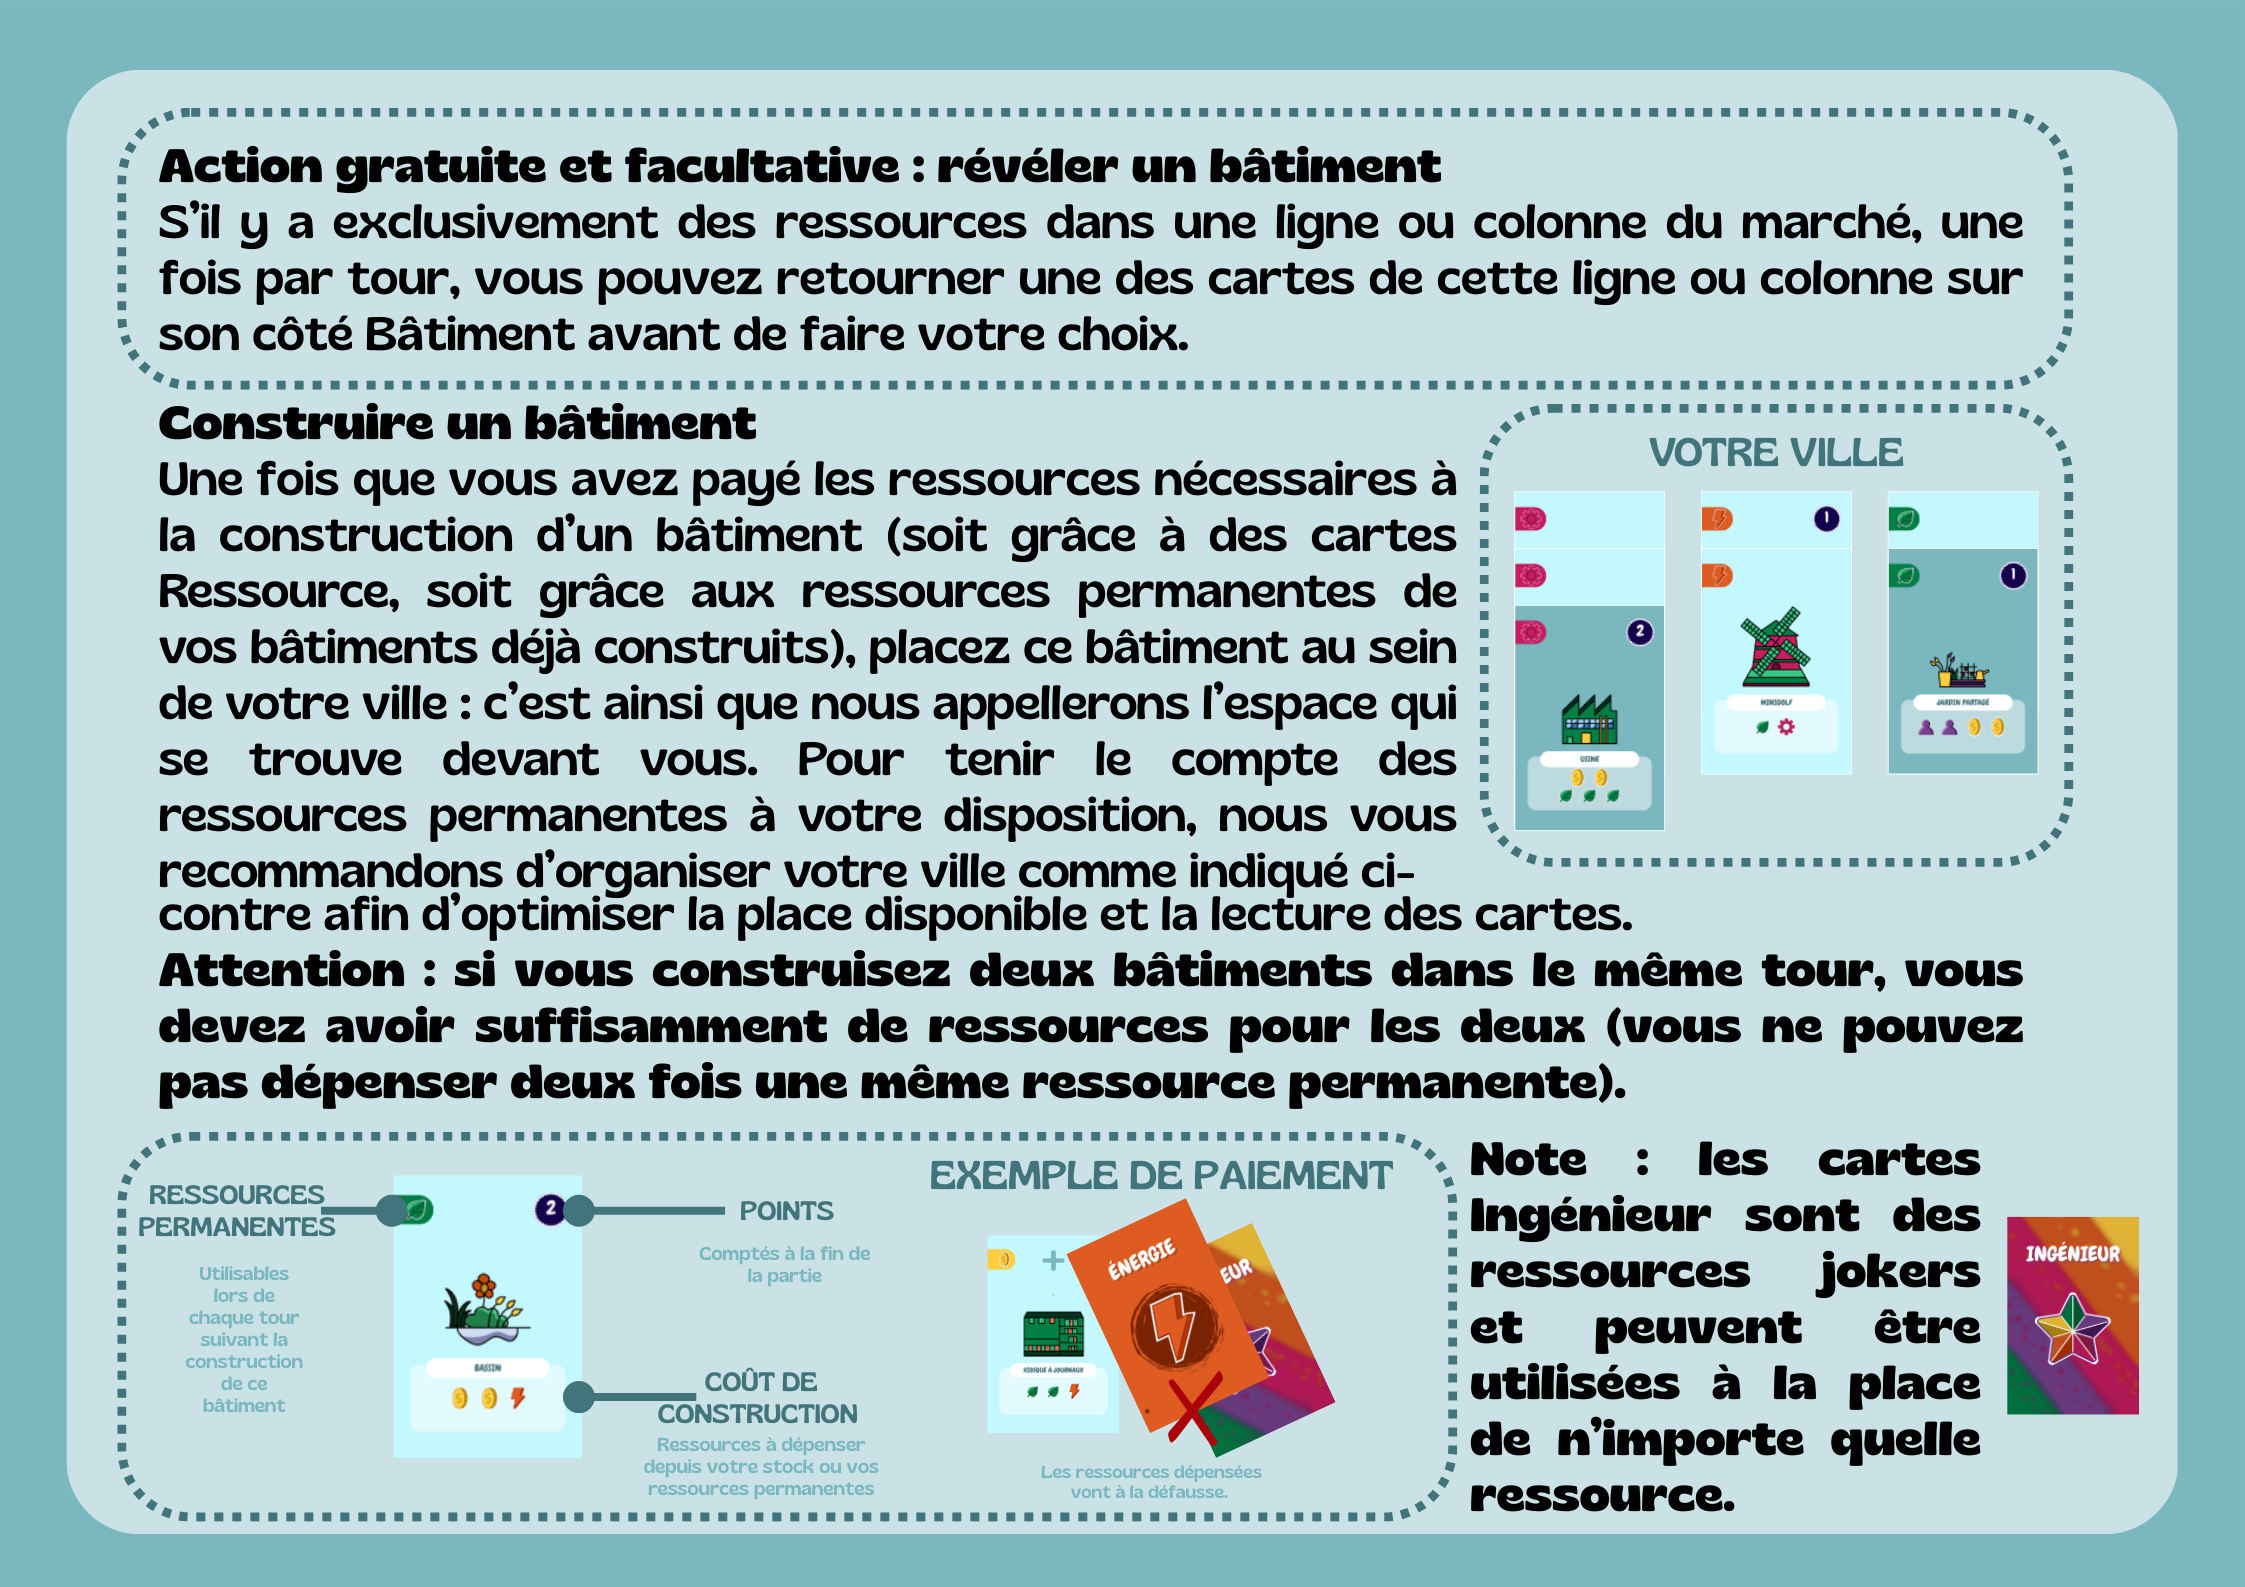 Action gratuite et facultative : révéler un bâtiment
S’il y a exclusivement des ressources dans une ligne ou colonne du marché, une
fois par tour, vous pouvez retourner une des cartes de cette ligne ou colonne sur
son côté Bâtiment avant de faire votre choix.
Construire un bâtiment
Une fois que vous avez payé les ressources nécessaires à
la construction d’un bâtiment (soit grâce à des cartes
Ressource, soit grâce aux ressources permanentes de
vos bâtiments déjà construits), placez ce bâtiment au sein
de votre ville : c’est ainsi que nous appellerons l’espace qui
se trouve devant vous. Pour tenir le compte des
ressources permanentes à votre disposition, nous vous
recommandons d’organiser votre ville comme indiqué ci-
contre afin d’optimiser la place disponible et la lecture des cartes.
Attention : si vous construisez deux bâtiments dans le même tour, vous
devez avoir suffisamment de ressources pour les deux (vous ne pouvez
pas dépenser deux fois une même ressource permanente).
VOTRE VILLE
1
1
2
USINE
MINIGOLF
JARDIN PARTAGÉ
RESSOURCES
PERMANENTES
Utilisables
lors de
chaque tour
suivant la
construction
de ce
bâtiment
2
BASSIN
POINTS
Comptés à la fin de
la partie
COÛT DE
CONSTRUCTION
Ressources à dépenser
depuis votre stock ou vos
ressources permanentes
EXEMPLE DE PAIEMENT
+
KIOSQUE À JOURNAUX
ÉNERGIE
EUR
X
Les ressources dépensées
vont à la défausse.
Note : les cartes
Ingénieur sont des
ressources jokers
et peuvent être
utilisées à la place
de n’importe quelle
ressource.
INGÉNIEUR